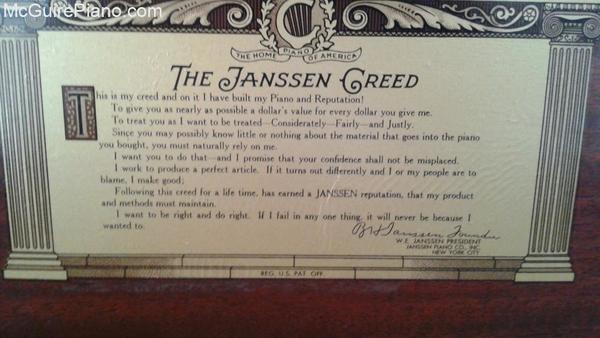 McGuirePiano.com
THE HOME PIANO OF AMERICA
THE JANSSEN CREED
This is my creed and on it I have built my Piano and Reputation!
To give you as nearly as possible a dollar's value for every dollar you give me.
To treat you as I want to be treated—Considerately—Fairly—and Justly.
Since you may possibly know little or nothing about the material that goes into the piano
you bought, you must naturally rely on me.
I want you to do that—and I promise that your confidence shall not be misplaced.
I work to produce a perfect article. If it turns out differently and I or my people are to
blame, I make good;
Following this creed for a life time, has earned a JANSSEN reputation, that my product
and methods must maintain.
I want to be right and do right. If I fail in any one thing, it will never be because I
wanted to.
BH Janssen Founder
W.E. JANSSEN PRESIDENT
JANSSEN PIANO CO., INC.
NEW YORK CITY
REG. U.S. PAT. OFF.